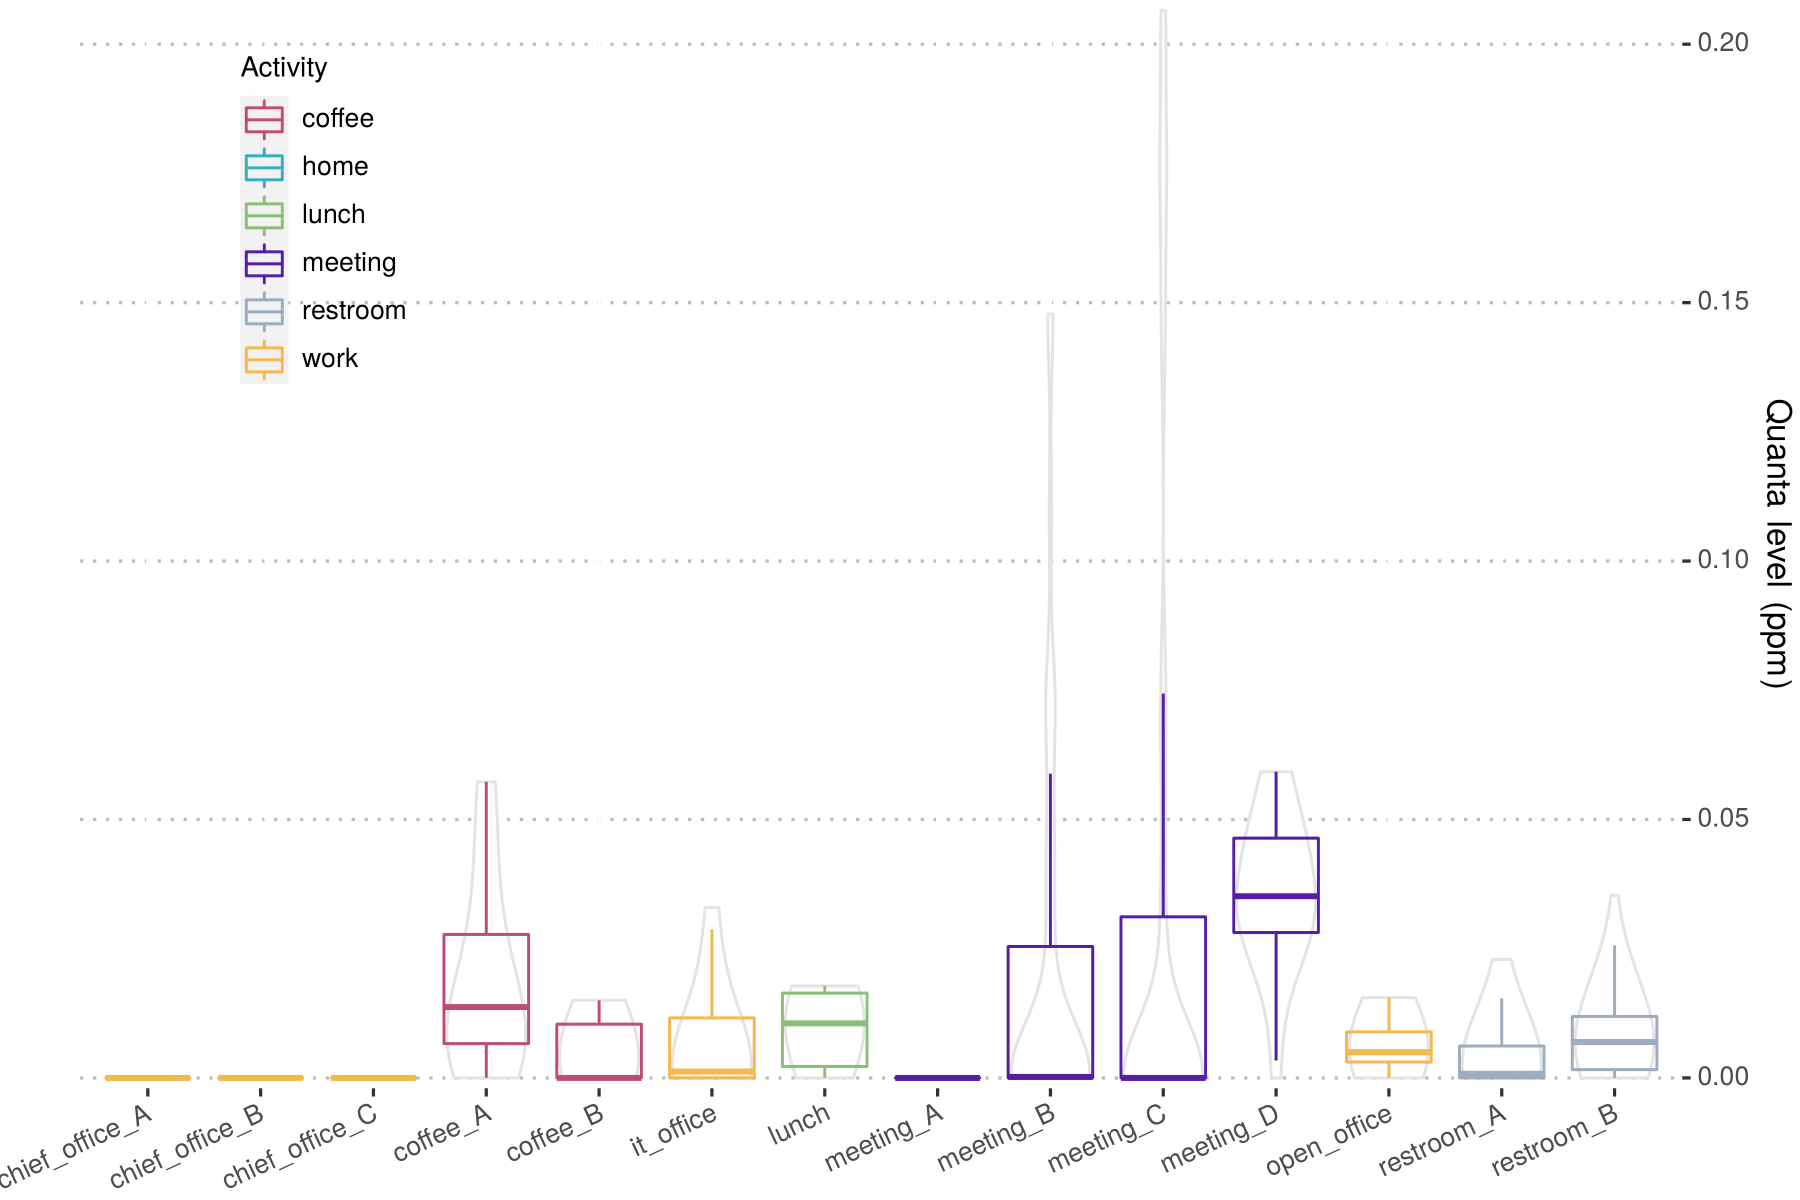 Activity
coffee
home
lunch
meeting
restroom
work
0.20
0.15
0.10
0.05
0.00
Quanta level (ppm)
chief_office_A
chief_office_B
chief_office_C
coffee_A
coffee_B
it_office
lunch
meeting_A
meeting_B
meeting_C
meeting_D
open_office
restroom_A
restroom_B